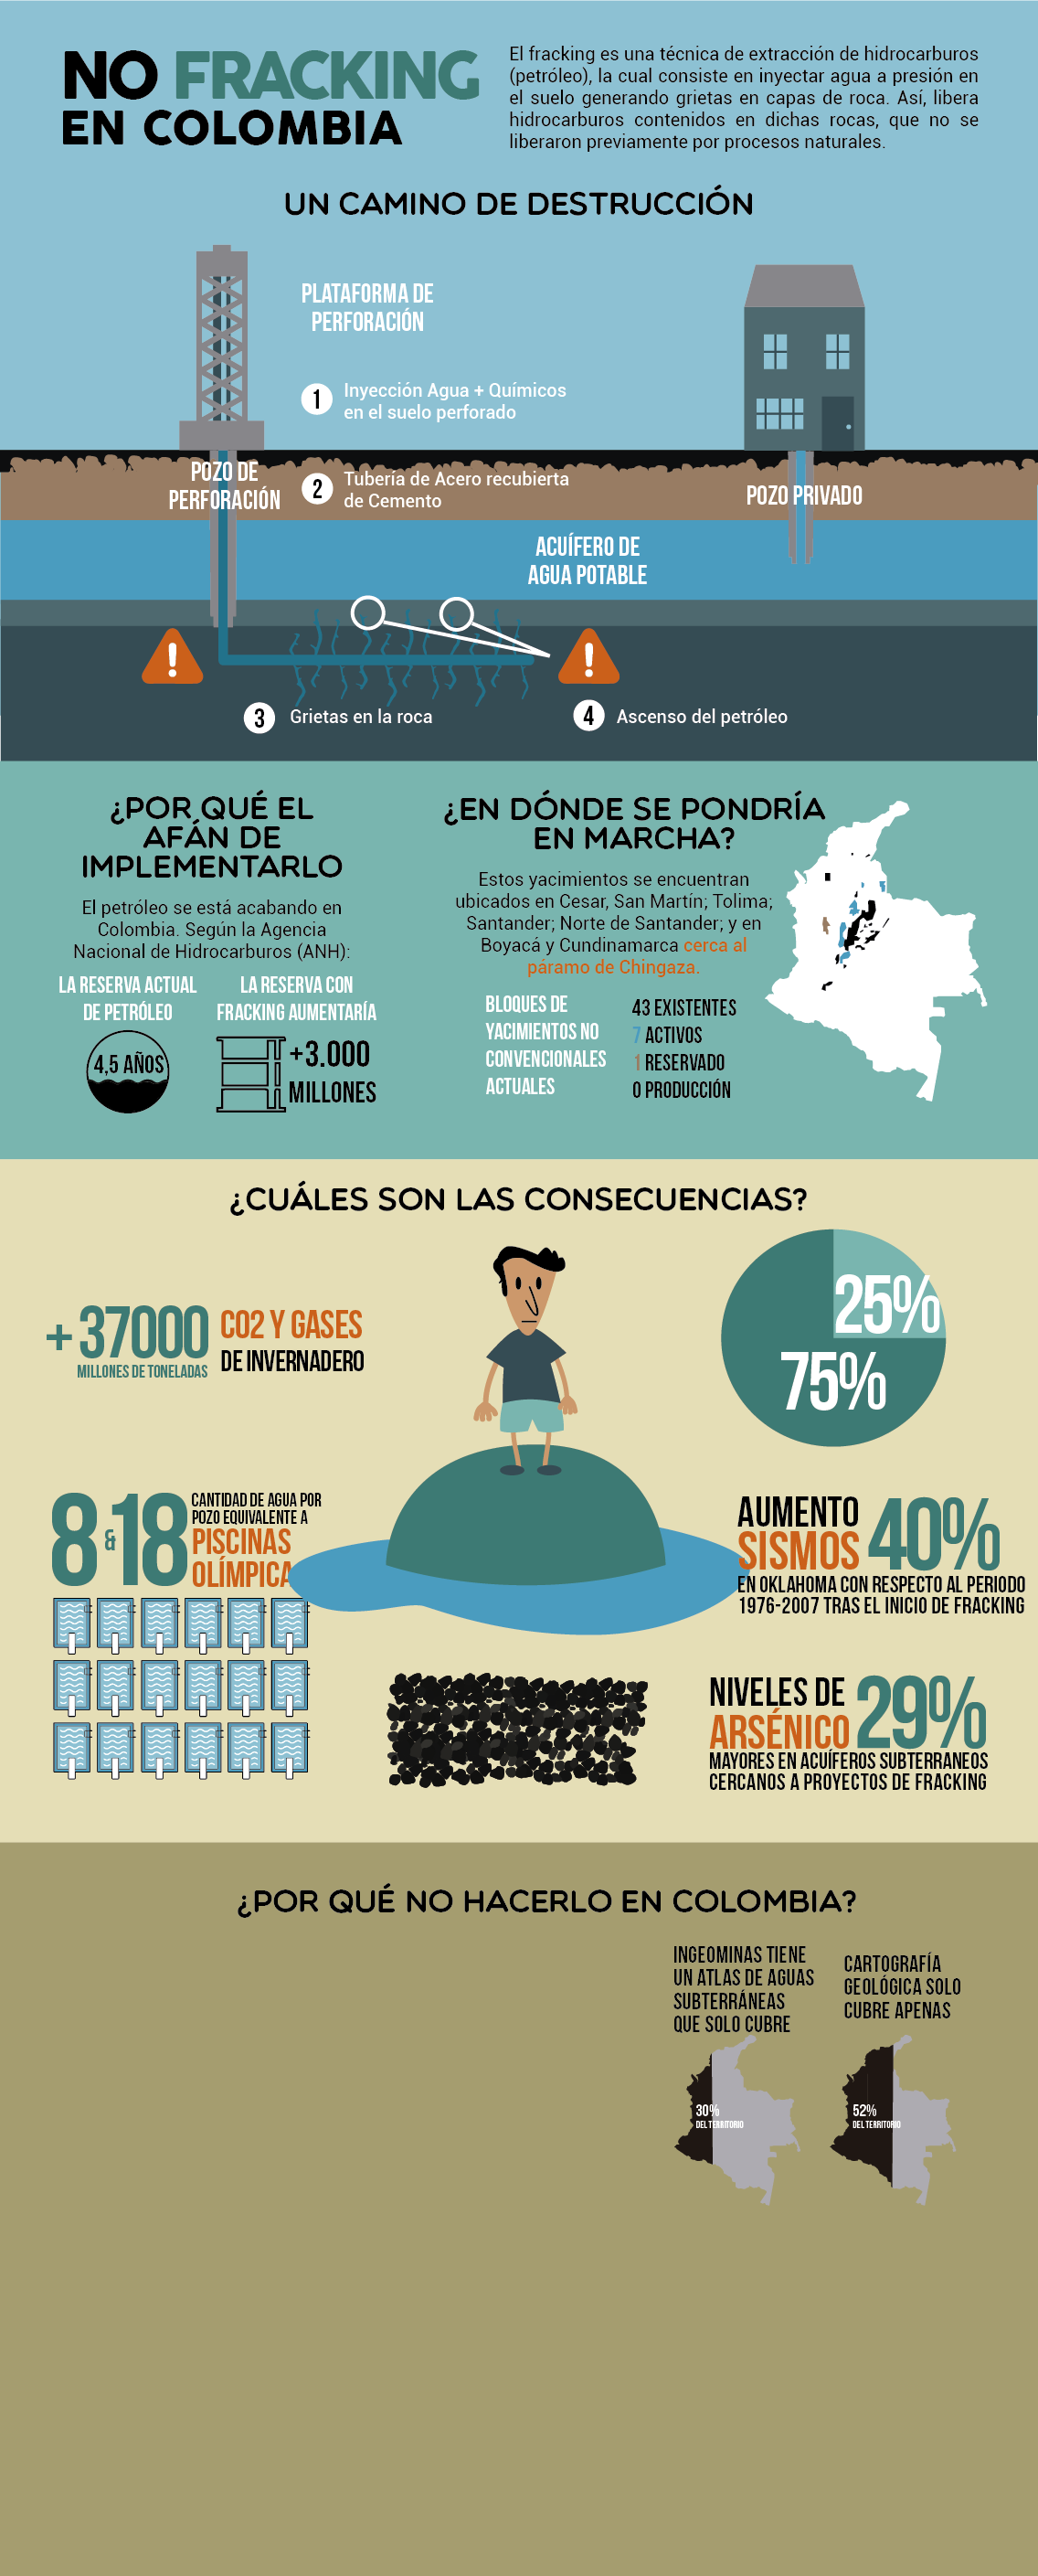 NO FRACKING
EN COLOMBIA
El fracking es una técnica de extracción de hidrocarburos
(petróleo), la cual consiste en inyectar agua a presión en
el suelo generando grietas en capas de roca. Así, libera
hidrocarburos contenidos en dichas rocas, que no se
liberaron previamente por procesos naturales.
UN CAMINO DE DESTRUCCIÓN
PLATAFORMA DE
PERFORACIÓN
1 Inyección Agua + Químicos
en el suelo perforado
POZO DE
PERFORACIÓN
2 Tubería de Acero recubierta
de Cemento
POZO PRIVADO
ACUÍFERO DE
AGUA POTABLE
!
!
3 Grietas en la roca
4 Ascenso del petróleo
¿POR QUÉ EL
AFÁN DE
IMPLEMENTARLO
El petróleo se está acabando en
Colombia. Según la Agencia
Nacional de Hidrocarburos (ANH):
LA RESERVA ACTUAL
DE PETRÓLEO
4,5 AÑOS
LA RESERVA CON
FRACKING AUMENTARÍA
+3.000
MILLONES
¿EN DÓNDE SE PONDRÍA
EN MARCHA?
Estos yacimientos se encuentran
ubicados en Cesar, San Martín; Tolima;
Santander; Norte de Santander; y en
Boyacá y Cundinamarca cerca al
páramo de Chingaza.
BLOQUES DE
YACIMIENTOS NO
CONVENCIONALES
ACTUALES
43 EXISTENTES
7 ACTIVOS
1 RESERVADO
0 PRODUCCIÓN
¿CUÁLES SON LAS CONSECUENCIAS?
+37000
MILLONES DE TONELADAS
CO2 Y GASES
DE INVERNADERO
25%
75%
8&18
CANTIDAD DE AGUA POR
POZO EQUIVALENTE A
PISCINAS
OLÍMPICA
AUMENTO
SISMOS
40%
EN OKLAHOMA CON RESPECTO AL PERIODO
1976-2007 TRAS EL INICIO DE FRACKING
NIVELES DE
ARSÉNICO
29%
MAYORES EN ACUÍFEROS SUBTERRANEOS
CERCANOS A PROYECTOS DE FRACKING
¿POR QUÉ NO HACERLO EN COLOMBIA?
INGEOMINAS TIENE
UN ATLAS DE AGUAS
SUBTERRÁNEAS
QUE SOLO CUBRE
30%
DEL TERRITORIO
CARTOGRAFÍA
GEOLÓGICA SOLO
CUBRE APENAS
52%
DEL TERRITORIO